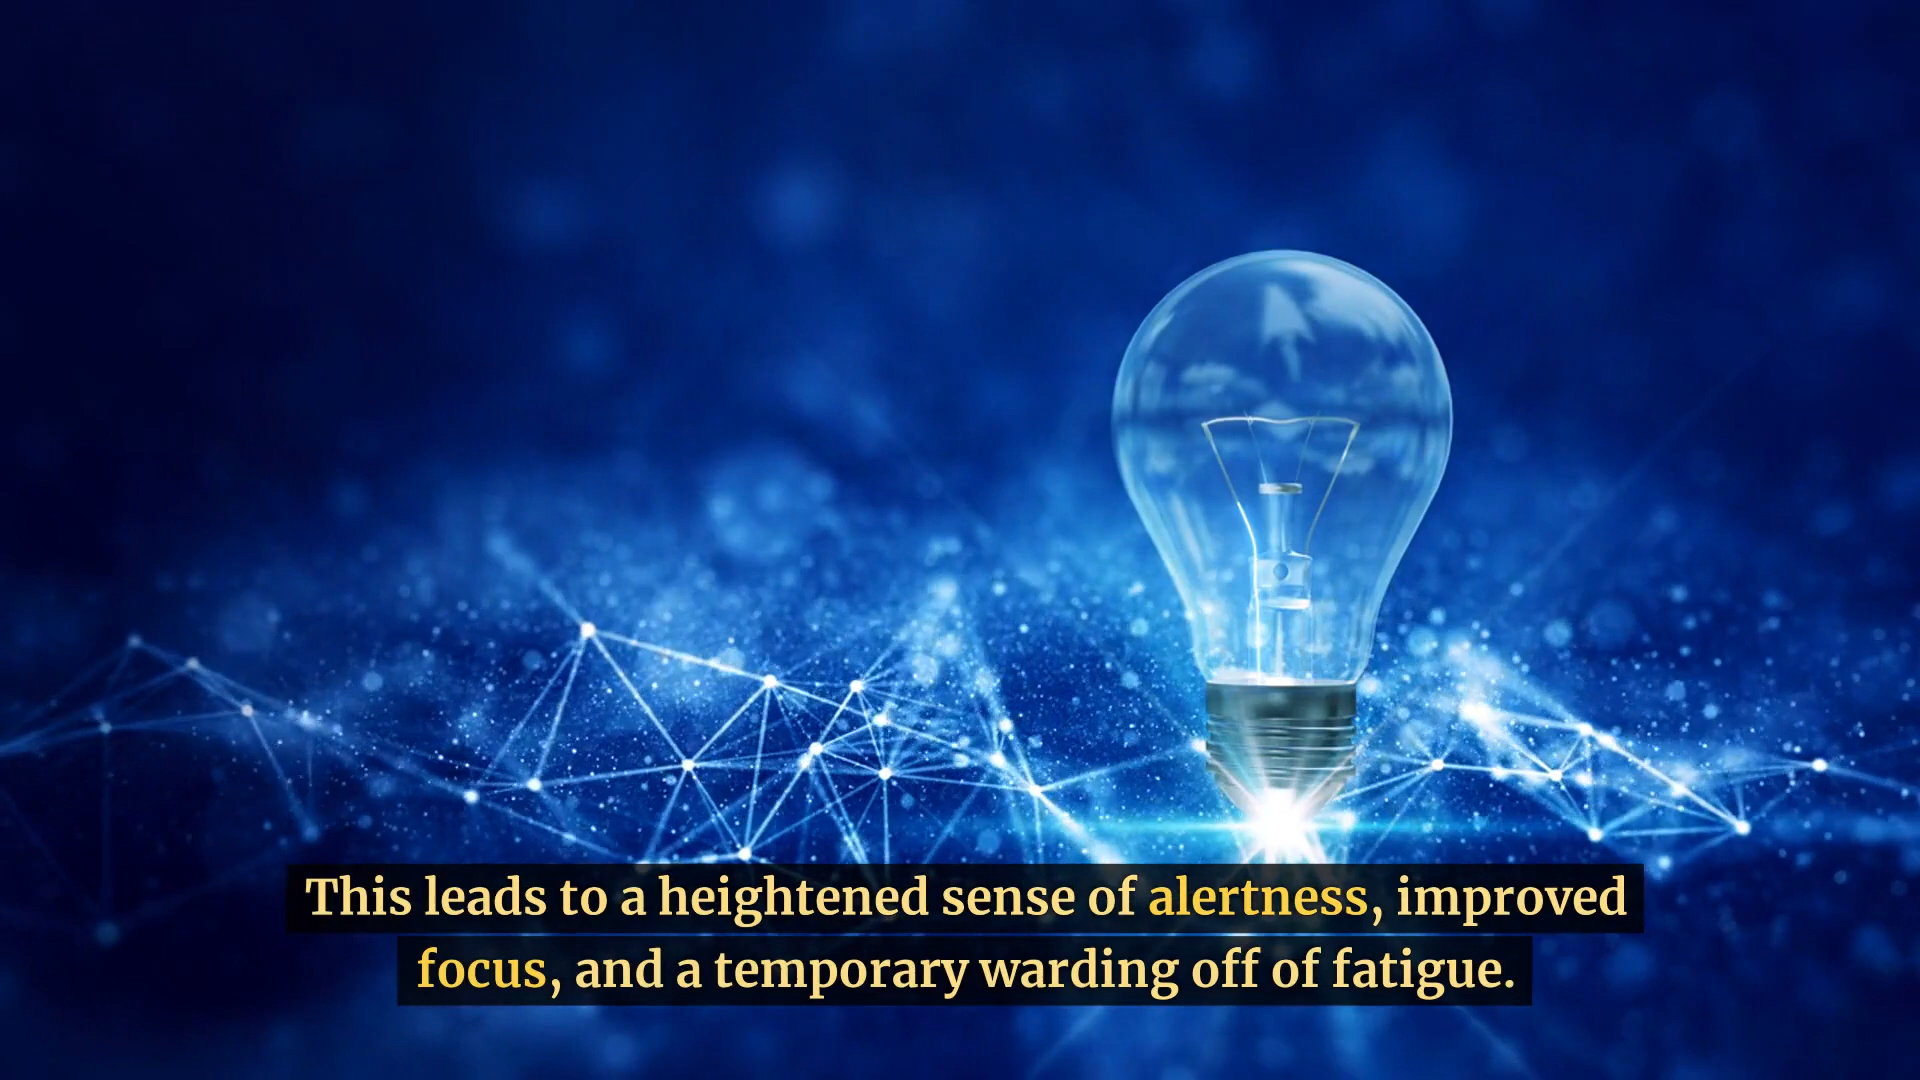 This leads to a heightened sense of alertness, improved
focus, and a temporary warding off of fatigue.